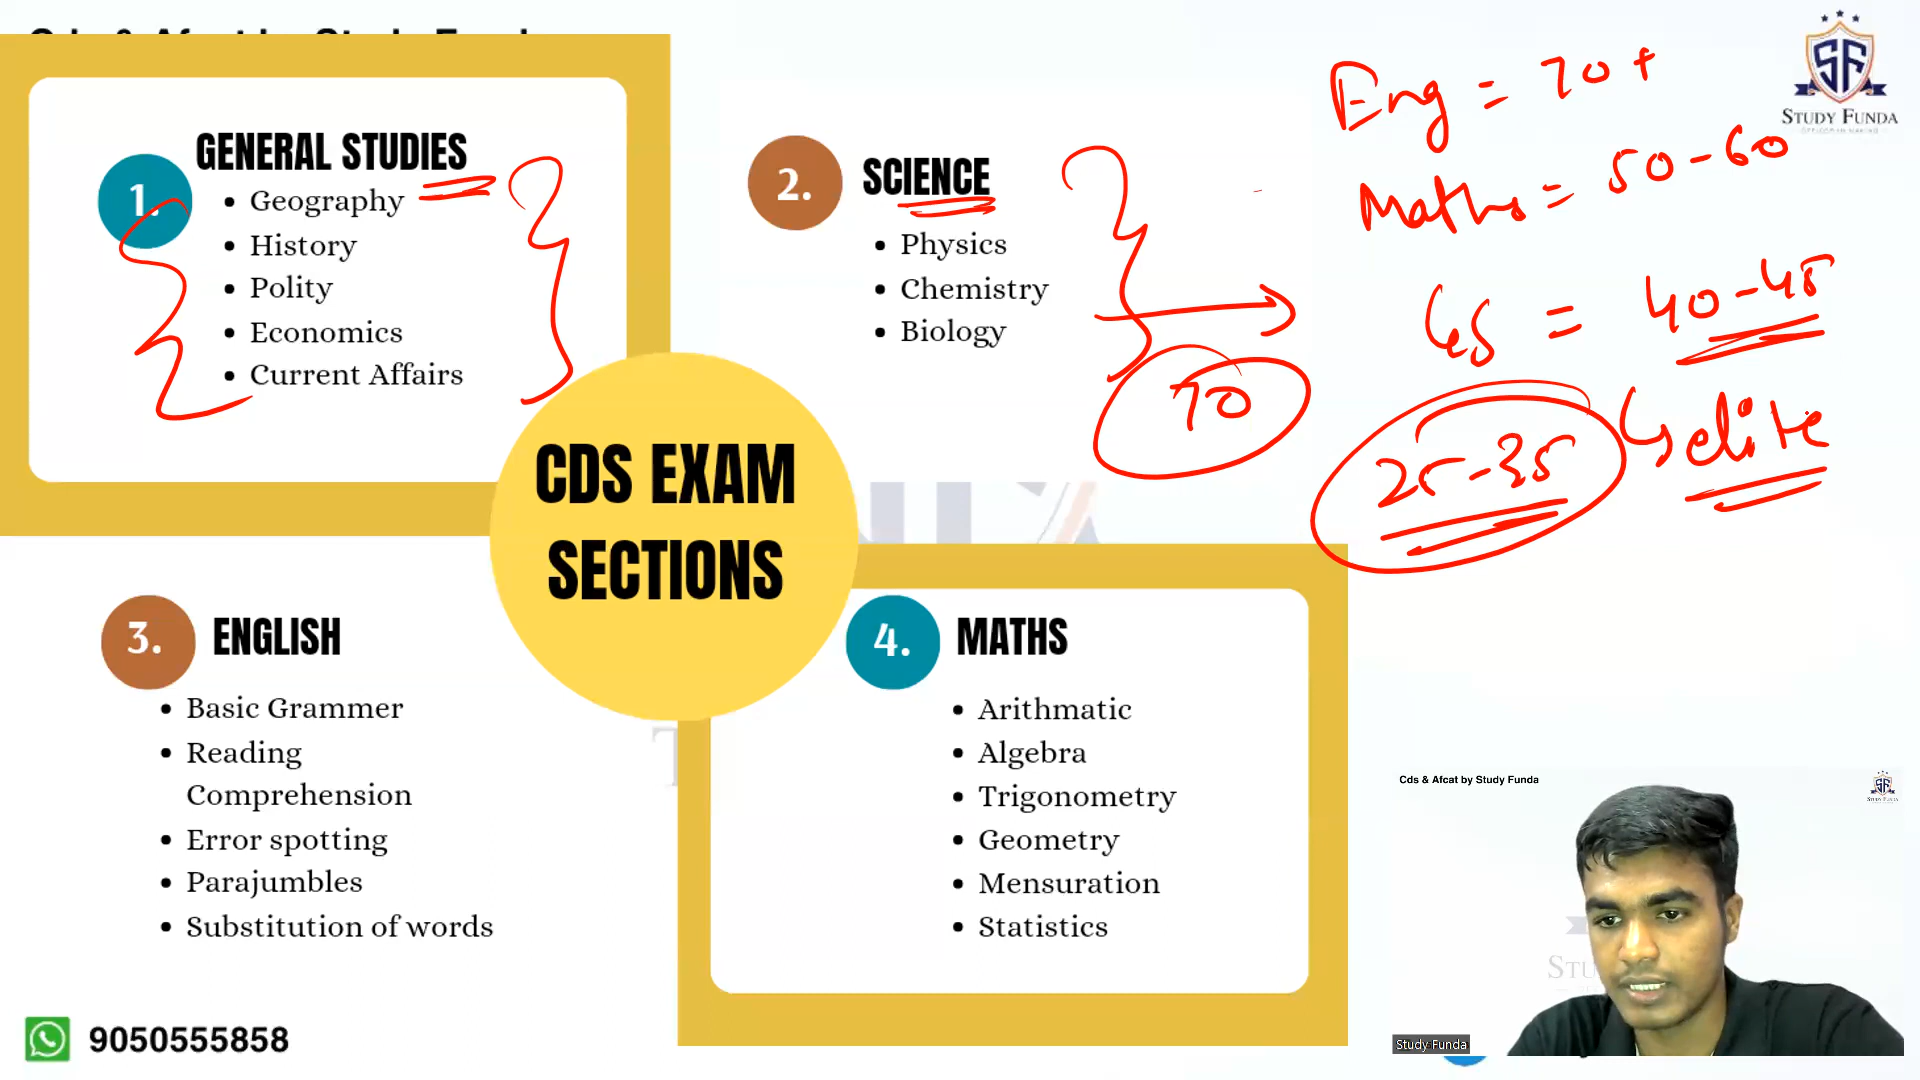 GENERAL STUDIES
1.
Geography
History
Polity
Economics
Current Affairs
2.
SCIENCE
Physics
Chemistry
Biology
70
Eng = 70+
Maths = 50-60
GS = 40-45
elite
25-35
SF
STUDY FUNDA
CDS EXAM
SECTIONS
3.
ENGLISH
Basic Grammer
Reading
Comprehension
Error spotting
Parajumbles
Substitution of words
4.
MATHS
Arithmatic
Algebra
Trigonometry
Geometry
Mensuration
Statistics
9050555858
Cds & Afcat by Study Funda
Study Funda